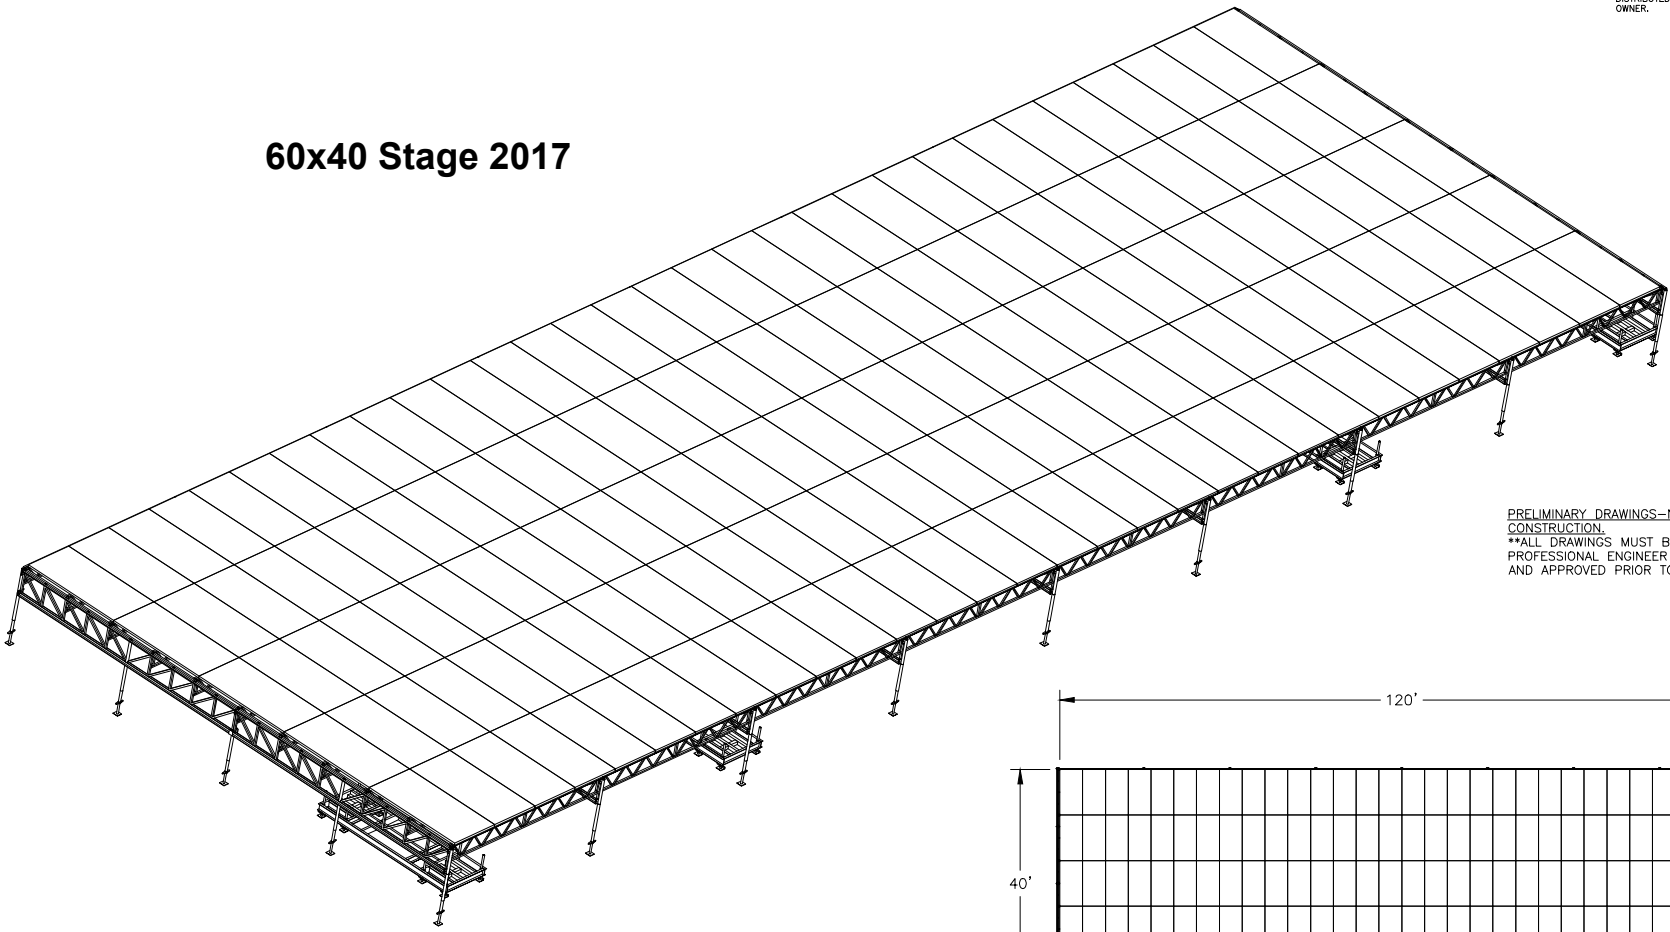 OWNER.
60x40 Stage 2017
PRELIMINARY DRAWINGS-
CONSTRUCTION.
**ALL DRAWINGS MUST
PROFESSIONAL ENGINEER
AND APPROVED PRIOR
120'
40'